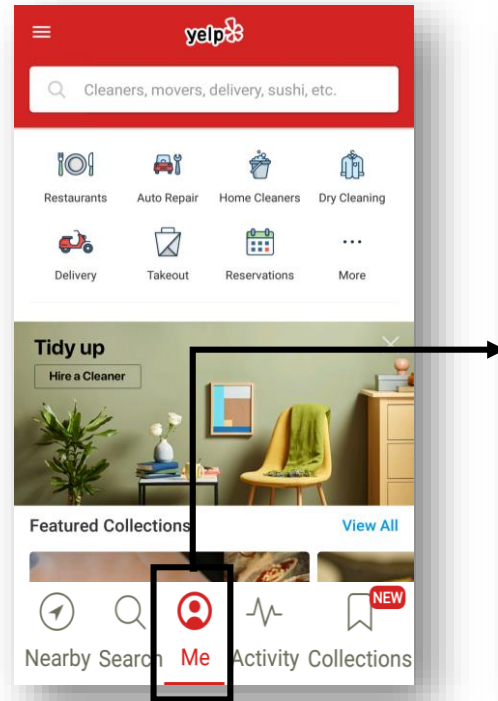 yelp
Cleaners, movers, delivery, sushi, etc.
Restaurants Auto Repair Home Cleaners Dry Cleaning
Delivery Takeout Reservations More
Tidy up
Hire a Cleaner
Featured Collections View All
NEW
Nearby Search Me Activity Collections